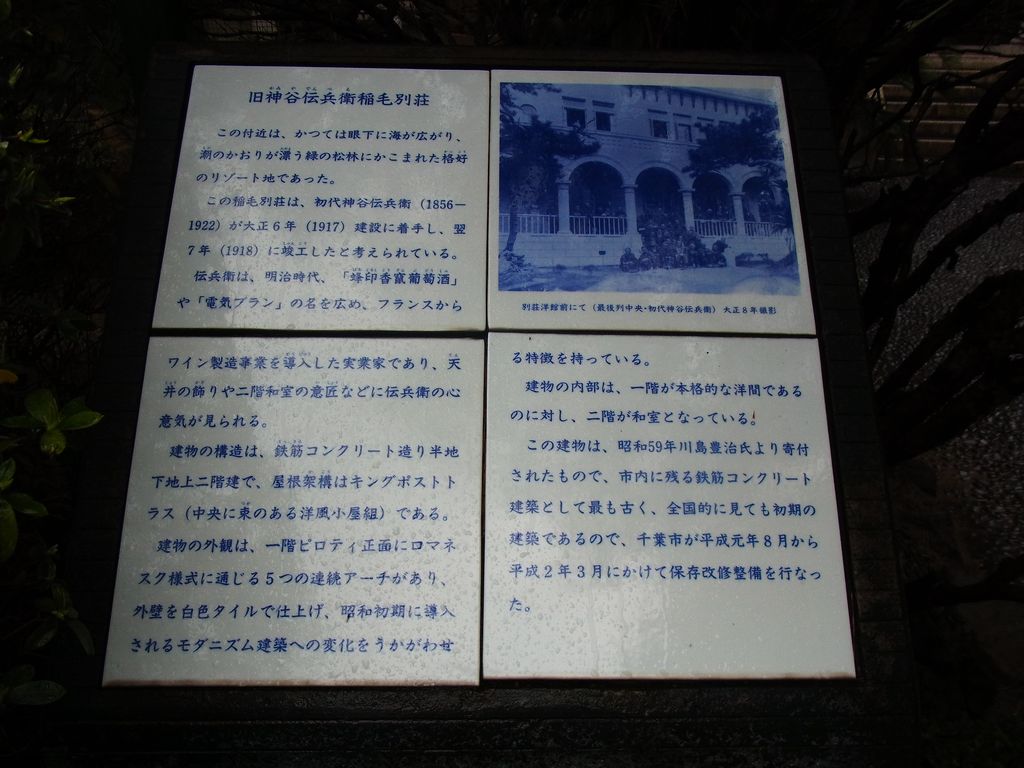 旧神谷伝兵衛稲毛別荘
この付近は、かつては眼下に海が広がり、
潮のかおりが漂う緑の松林にかこまれた格好
のリゾート地であった。
この稲毛別荘は、初代神谷伝兵衛（1856―
1922）が大正6年（1917）建設に着手し、翌
7年（1918）に竣工したと考えられている。
伝兵衛は、明治時代、「蜂印香竄葡萄酒」
や「電気ブラン」の名を広め、フランスから
別荘洋館前にて（最後列中央・初代神谷伝兵衛）大正8年撮影
ワイン製造事業を導入した実業家であり、天
井の飾りや二階和室の意匠などに伝兵衛の心
意気が見られる。
建物の構造は、鉄筋コンクリート造り半地
下地上二階建で、屋根架構はキングポストト
ラス（中央に束のある洋風小屋組）である。
建物の外観は、一階ピロティ正面にロマネ
スク様式に通じる5つの連続アーチがあり、
外壁を白色タイルで仕上げ、昭和初期に導入
されるモダニズム建築への変化をうかがわせ
る特徴を持っている。
建物の内部は、一階が本格的な洋間である
のに対し、二階が和室となっている。
この建物は、昭和59年川島豊治氏より寄付
されたもので、市内に残る鉄筋コンクリート
建築として最も古く、全国的に見ても初期の
建築であるので、千葉市が平成元年8月から
平成2年3月にかけて保存改修整備を行なっ
た。